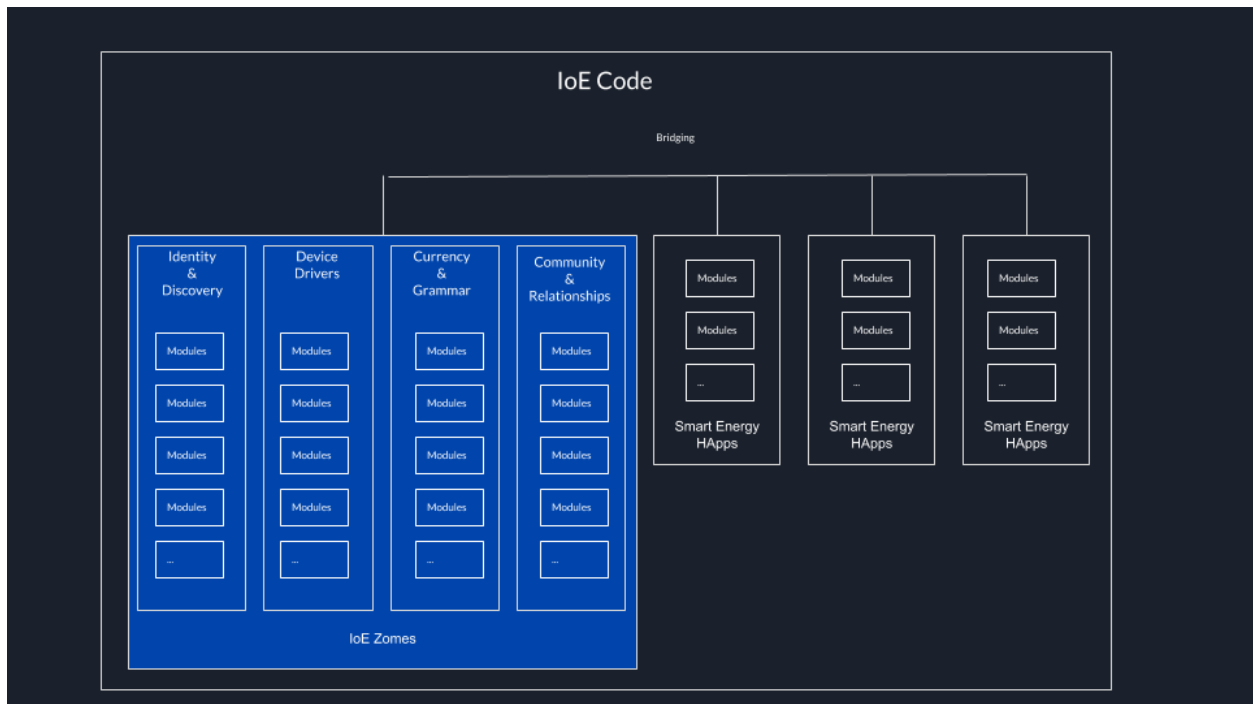 IoE Code
Bridging
Identity
&
Discovery
Modules
Modules
Modules
Modules
...
Device
Drivers
Modules
Modules
Modules
Modules
...
Currency
&
Grammar
Modules
Modules
Modules
Modules
...
Community
&
Relationships
Modules
Modules
Modules
Modules
...
IoE Zomes
Modules
Modules
...
Smart Energy
HApps
Modules
Modules
...
Smart Energy
HApps
Modules
Modules
...
Smart Energy
HApps